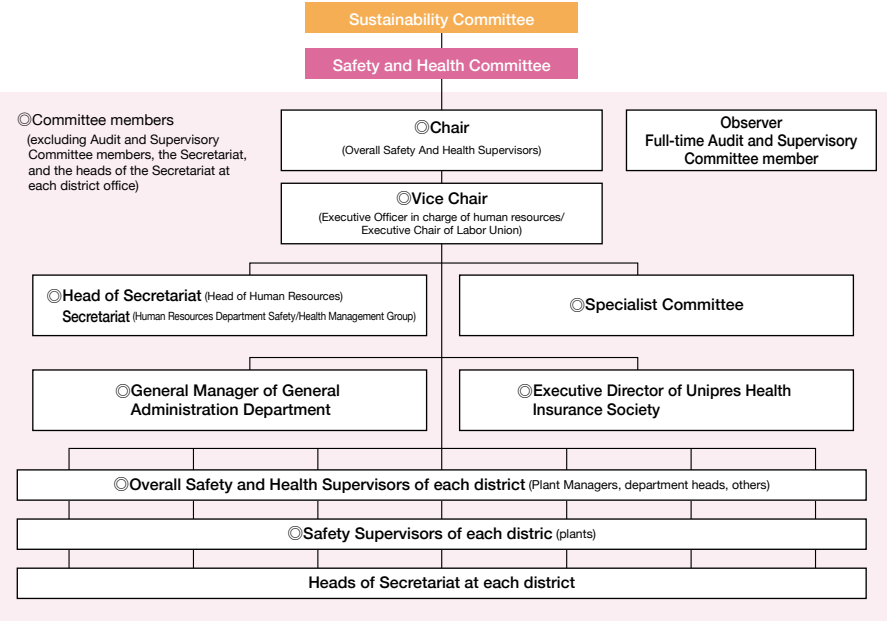 Sustainability Committee
Safety and Health Committee
◎Committee members
(excluding Audit and Supervisory
Committee members, the Secretariat,
and the heads of the Secretariat at
each district office)
◎Chair
(Overall Safety And Health Supervisors)
Observer
Full-time Audit and Supervisory
Committee member
◎Vice Chair
(Executive Officer in charge of human resources/
Executive Chair of Labor Union)
◎Head of Secretariat (Head of Human Resources)
Secretariat (Human Resources Department Safety/Health Management Group)
◎Specialist Committee
◎General Manager of General
Administration Department
◎Executive Director of Unipres Health
Insurance Society
◎Overall Safety and Health Supervisors of each district (Plant Managers, department heads, others)
◎Safety Supervisors of each distric (plants)
Heads of Secretariat at each district